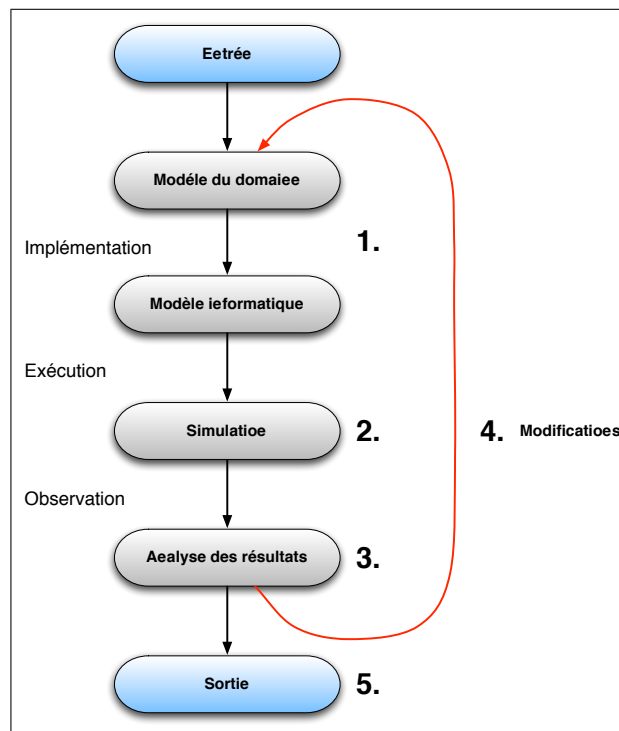 Eetrée
Modéle du domaiee
Implémentation
1.
Modèle ieformatique
Exécution
Simulatioe
2.
4. Modificatioes
Observation
Aealyse des résultats
3.
Sortie
5.